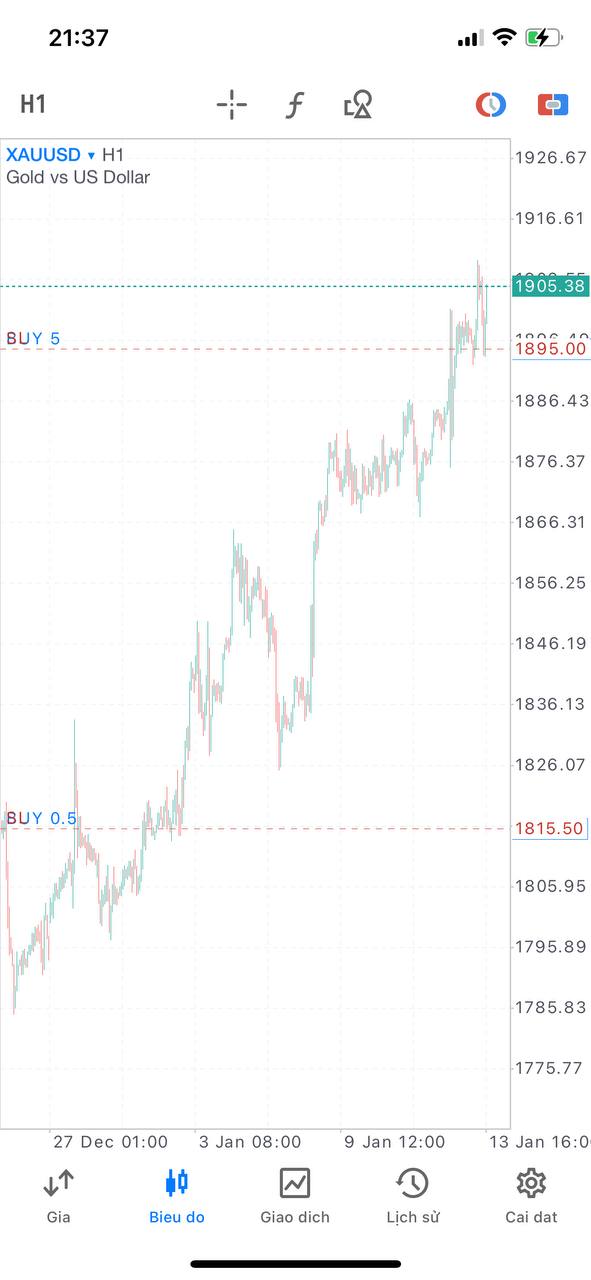 21:37
H1
XAUUSD ▾ H1
Gold vs US Dollar
1926.67
1916.61
1905.38
BUY 5
1895.00
1886.43
1876.37
1866.31
1856.25
1846.19
1836.13
1826.07
BUY 0.5
1815.50
1805.95
1795.89
1785.83
1775.77
27 Dec 01:00 3 Jan 08:00 9 Jan 12:00 13 Jan 16:0
Gia Bieu do Giao dich Lịch sử Cai dat